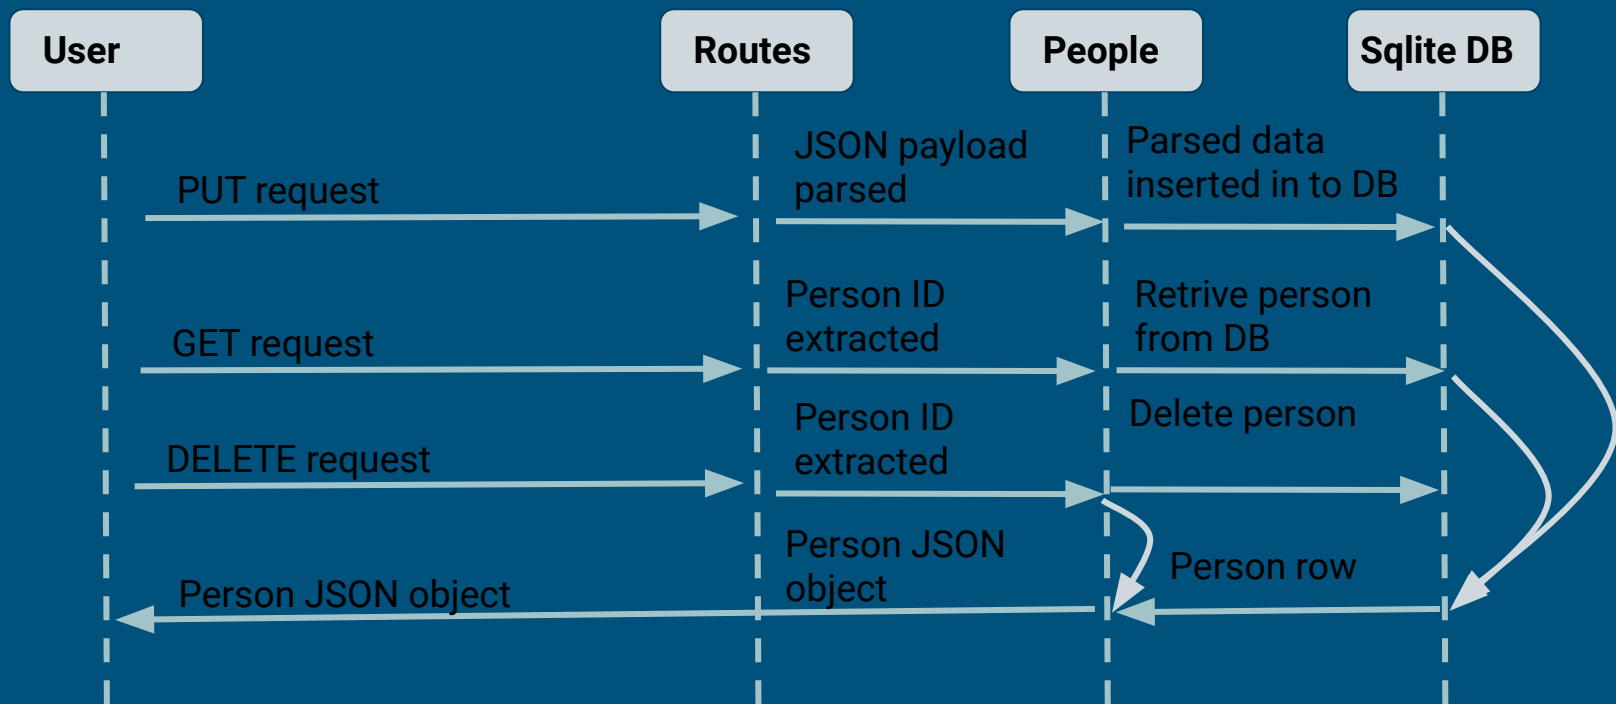 User
Routes
People
Sqlite DB
PUT request
JSON payload
parsed
Parsed data
inserted in to DB
GET request
Person ID
extracted
Retrive person
from DB
DELETE request
Person ID
extracted
Delete person
Person JSON object
Person JSON
object
Person row